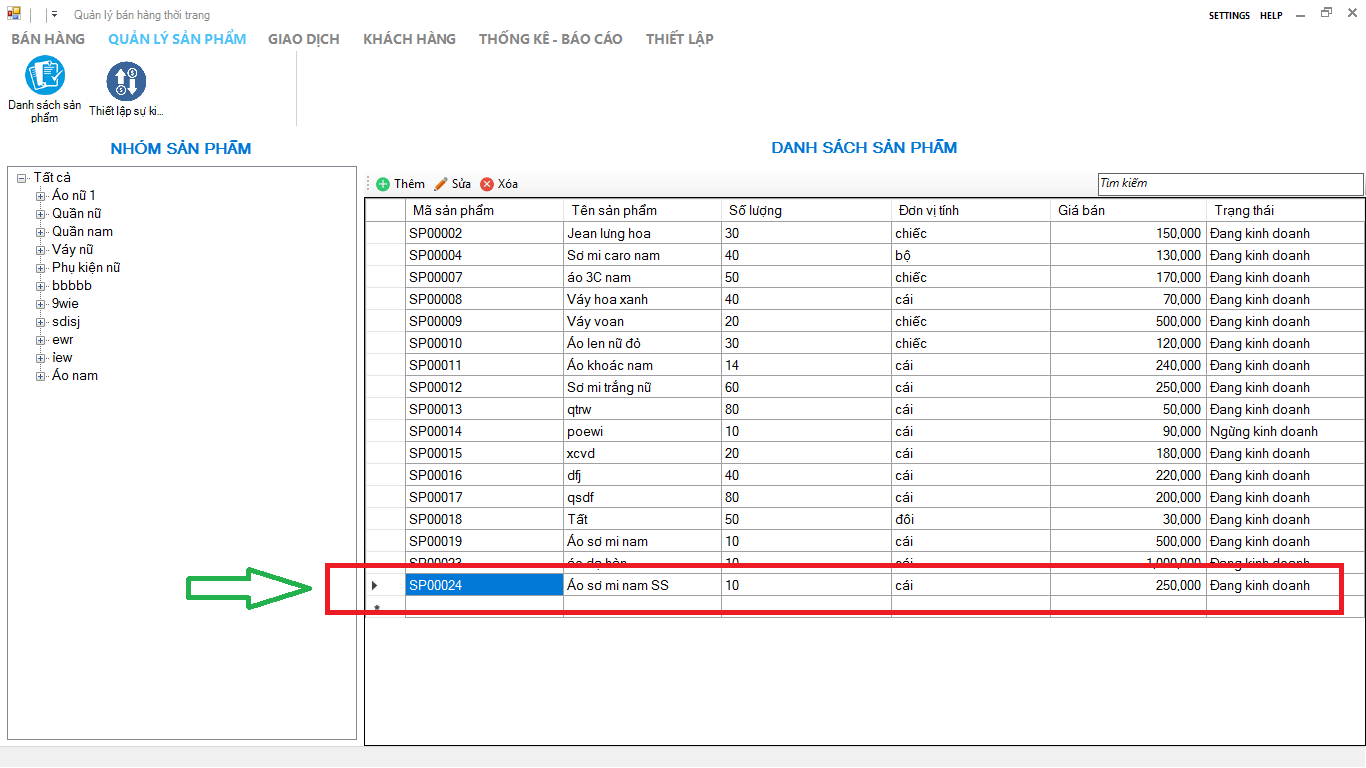 Quản lý bán hàng thời trang
SETTINGS HELP
BÁN HÀNG QUẢN LÝ SẢN PHẨM GIAO DỊCH KHÁCH HÀNG THỐNG KÊ - BÁO CÁO THIẾT LẬP
Danh sách sản
phẩm
Thiết lập sự ki...
NHÓM SẢN PHẨM
Tất cả
Áo nữ 1
Quần nữ
Quần nam
Váy nữ
Phụ kiện nữ
bbbbb
9wie
sdisj
ewr
iew
Áo nam
DANH SÁCH SẢN PHẨM
Thêm Sửa Xóa
Tìm kiếm
Mã sản phẩm Tên sản phẩm Số lượng Đơn vị tính Giá bán Trạng thái
SP00002 Jean lưng hoa 30 chiếc 150,000 Đang kinh doanh
SP00004 Sơ mi caro nam 40 bộ 130,000 Đang kinh doanh
SP00007 áo 3C nam 50 chiếc 170,000 Đang kinh doanh
SP00008 Váy hoa xanh 40 cái 70,000 Đang kinh doanh
SP00009 Váy voan 20 chiếc 500,000 Đang kinh doanh
SP00010 Áo len nữ đỏ 30 chiếc 120,000 Đang kinh doanh
SP00011 Áo khoác nam 14 cái 240,000 Đang kinh doanh
SP00012 Sơ mi trắng nữ 60 cái 250,000 Đang kinh doanh
SP00013 qtrw 80 cái 50,000 Đang kinh doanh
SP00014 poewi 10 cái 90,000 Ngừng kinh doanh
SP00015 xcvd 20 cái 180,000 Đang kinh doanh
SP00016 dfj 40 cái 220,000 Đang kinh doanh
SP00017 qsdf 80 cái 200,000 Đang kinh doanh
SP00018 Tất 50 đôi 30,000 Đang kinh doanh
SP00019 Áo sơ mi nam 10 cái 500,000 Đang kinh doanh
10 cái 1,000,000 Đang kinh doanh
SP00024 Áo sơ mi nam SS 10 cái 250,000 Đang kinh doanh